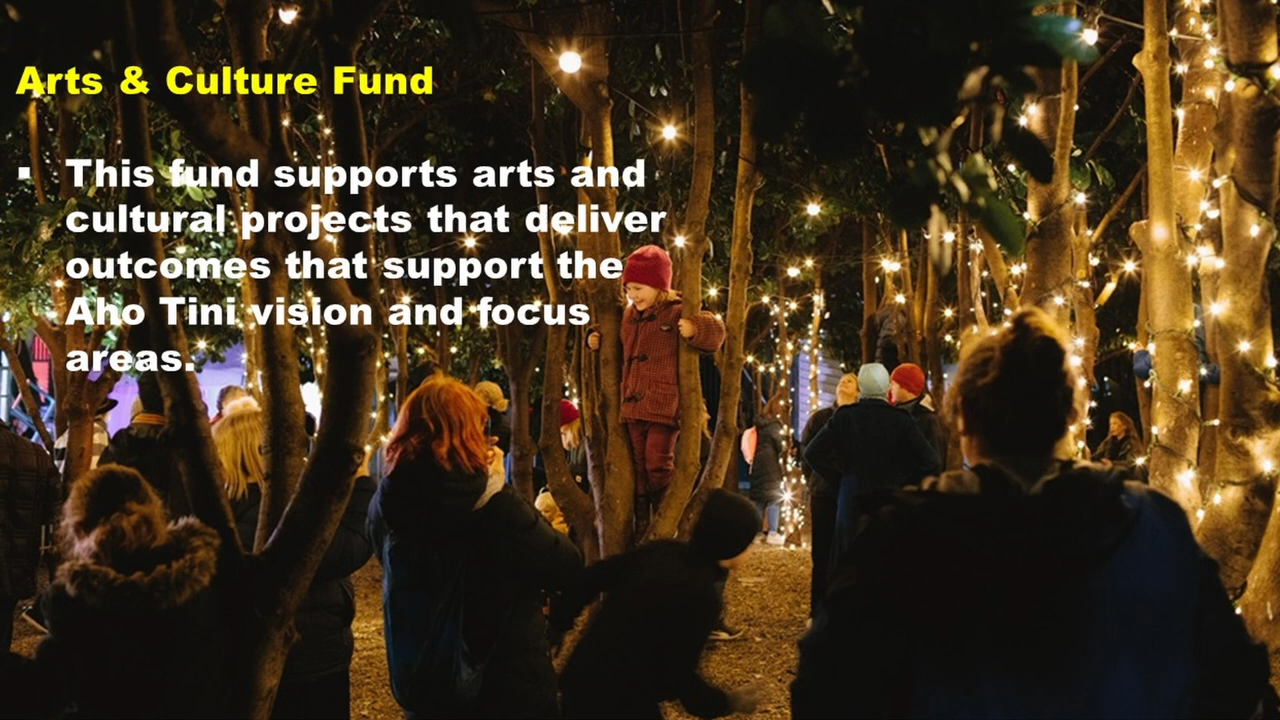 Arts & Culture Fund
▪ This fund supports arts and
cultural projects that deliver
outcomes that support the
Aho Tini vision and focus
areas.